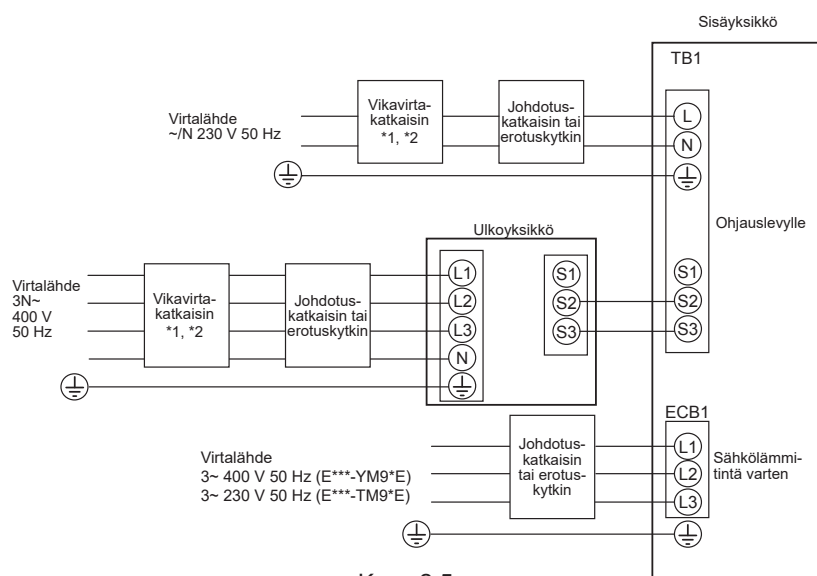 Sisäyksikkö
TB1
Virtalähde
~/N 230 V 50 Hz
Vikavirta-
katkaisin
*1, *2
Johdotus-
katkaisin tai
erotuskytkin
L
N
Ohjauslevylle
S1
S2
S3
Ulkoyksikkö
Virtalähde
3N~
400 V
50 Hz
Vikavirta-
katkaisin
*1, *2
Johdotus-
katkaisin tai
erotuskytkin
L1
L2
L3
N
S1
S2
S3
ECB1
Virtalähde
3~ 400 V 50 Hz (E***-YM9*E)
3~ 230 V 50 Hz (E***-TM9*E)
Johdotus-
katkaisin
tai erotus-
kytkin
L1
L2
L3
Sähkölämmi-
tintä varten